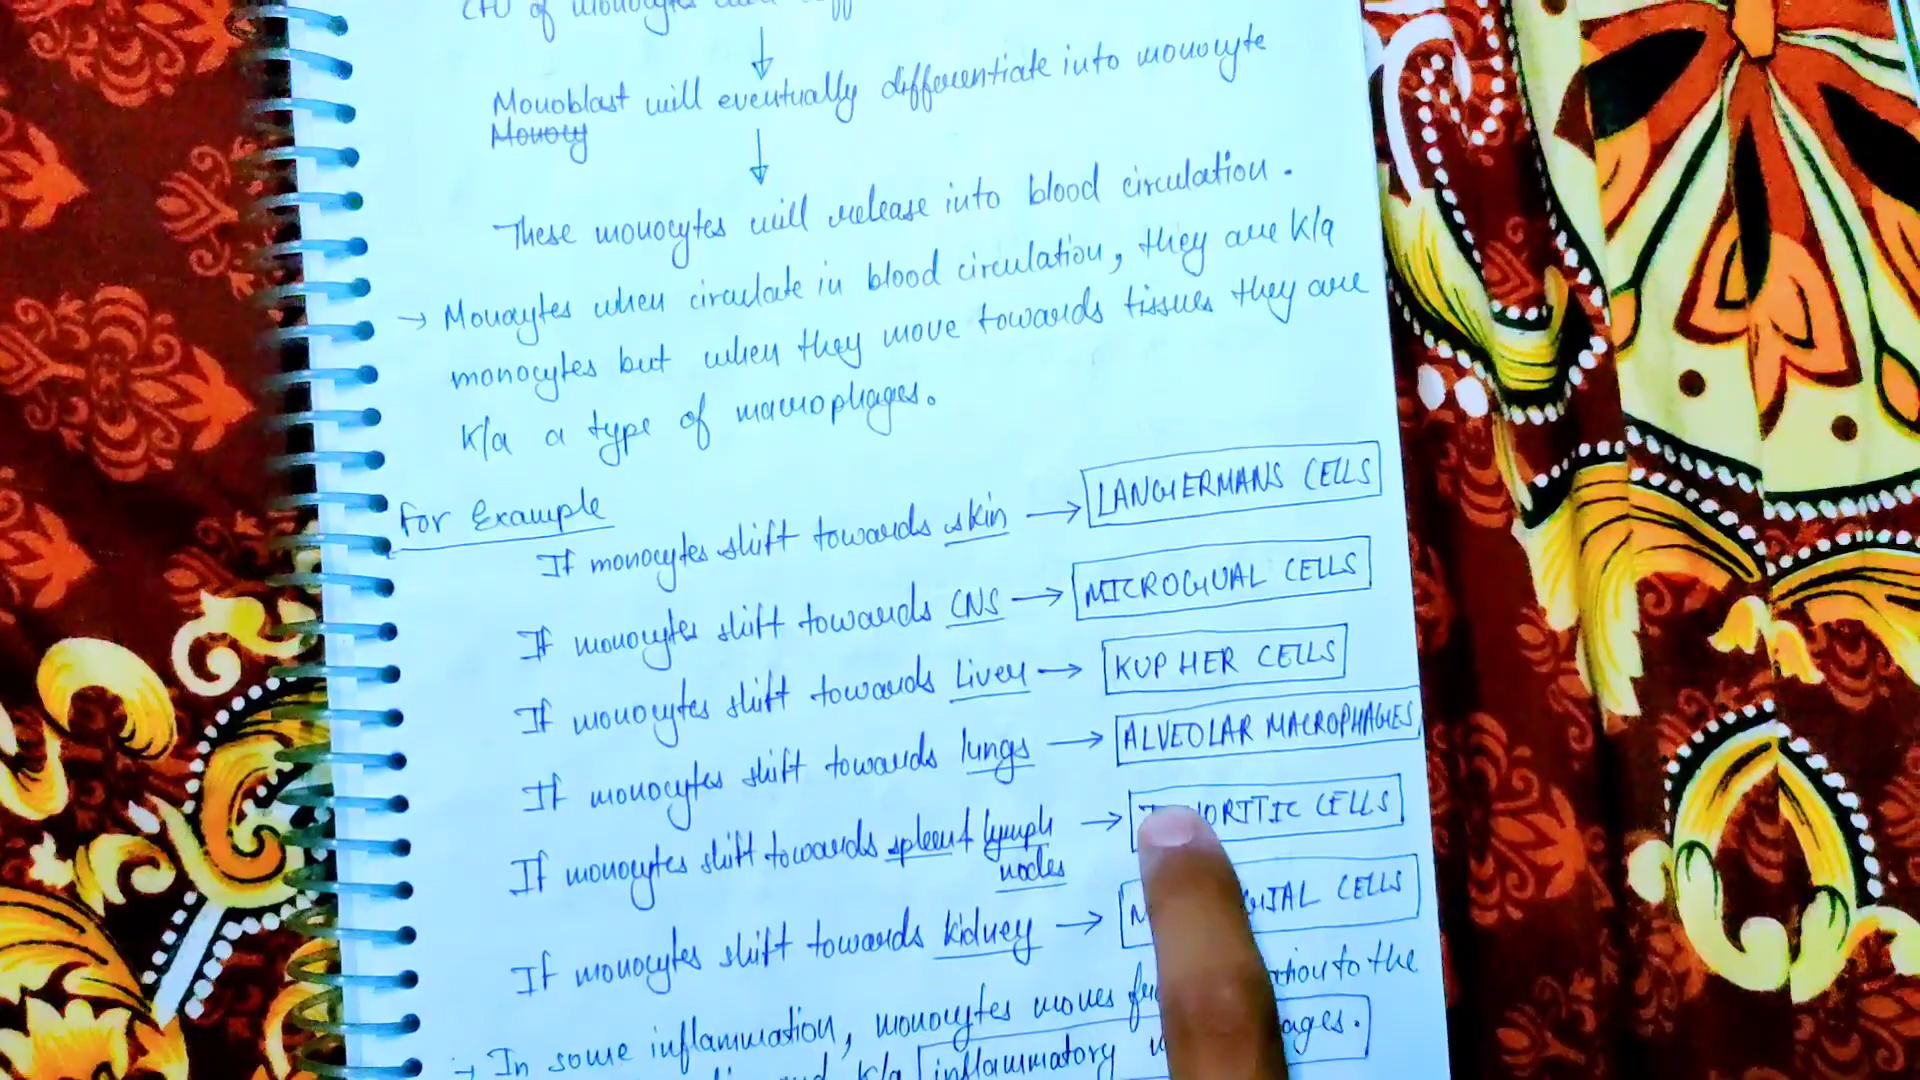 CFU of monocytes
Monoblast will eventually differentiate into monocyte
Monocy
These monocytes will release into blood circulation.
→ Monocytes when circulate in blood circulation, they are k/a
monocytes but when they move towards tissues they are
k/a a type of macrophages.
For Example
If monocytes shift towards skin → LANGERMANS CELLS
If monocytes shift towards CNS → MICROGLIAL CELLS
If monocytes shift towards Liver → KUPHER CELLS
If monocytes shift towards lungs → ALVEOLAR MACROPHAGES
If monocytes shift towards spleen & lymph nodes → CELLS
If monocytes shift towards kidney → CELLS
→ In some inflammation, monocytes moves to the
k/a inflammatory